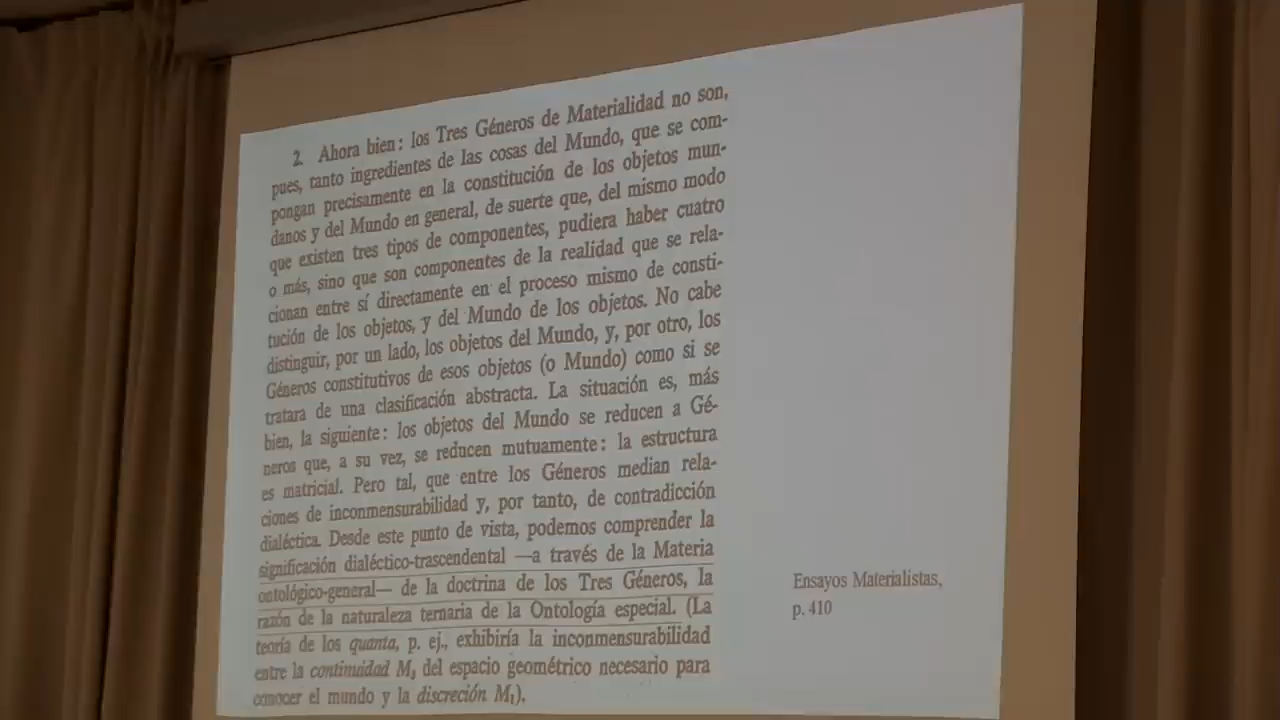 2. Ahora bien: los Tres Géneros de Materialidad no son,
pues, tanto ingredientes de las cosas del Mundo, que se com-
pongan precisamente en la constitución de los objetos mun-
danos y del Mundo en general, de suerte que, del mismo modo
que existen tres tipos de componentes, pudiera haber cuatro
o más, sino que son componentes de la realidad que se rela-
cionan entre sí directamente en el proceso mismo de consti-
tución de los objetos, y del Mundo de los objetos. No cabe
distinguir, por un lado, los objetos del Mundo, y, por otro, los
Géneros constitutivos de esos objetos (o Mundo) como si se
tratara de una clasificación abstracta. La situación es, más
bien, la siguiente: los objetos del Mundo se reducen a Gé-
neros que, a su vez, se reducen mutuamente: la estructura
es matricial. Pero tal, que entre los Géneros median rela-
ciones de inconmensurabilidad y, por tanto, de contradicción
dialéctica. Desde este punto de vista, podemos comprender la
significación dialéctico-trascendental —a través de la Materia
ontológico-general— de la doctrina de los Tres Géneros, la
razón de la naturaleza ternaria de la Ontología especial. (La
teoría de los quanta, p. ej., exhibiría la inconmensurabilidad
entre la continuidad M₃ del espacio geométrico necesario para
conocer el mundo y la discreción M₁).
Ensayos Materialistas,
p. 410